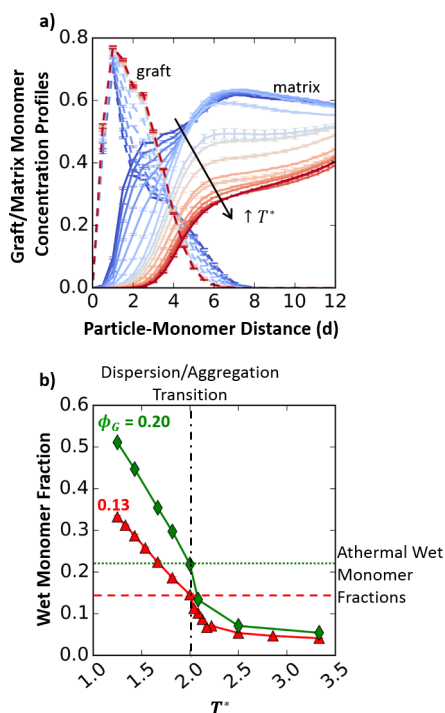 a)
Graft/Matrix Monomer
Concentration Profiles
0.8
0.6
0.4
0.2
0.0
graft
matrix
↑ T*
0 2 4 6 8 10 12
Particle-Monomer Distance (d)
b)
Dispersion/Aggregation
Transition
Wet Monomer Fraction
0.6
0.5
0.4
0.3
0.2
0.1
0.0
ϕG = 0.20
0.13
Athermal Wet
Monomer
Fractions
1.0 1.5 2.0 2.5 3.0 3.5
T*